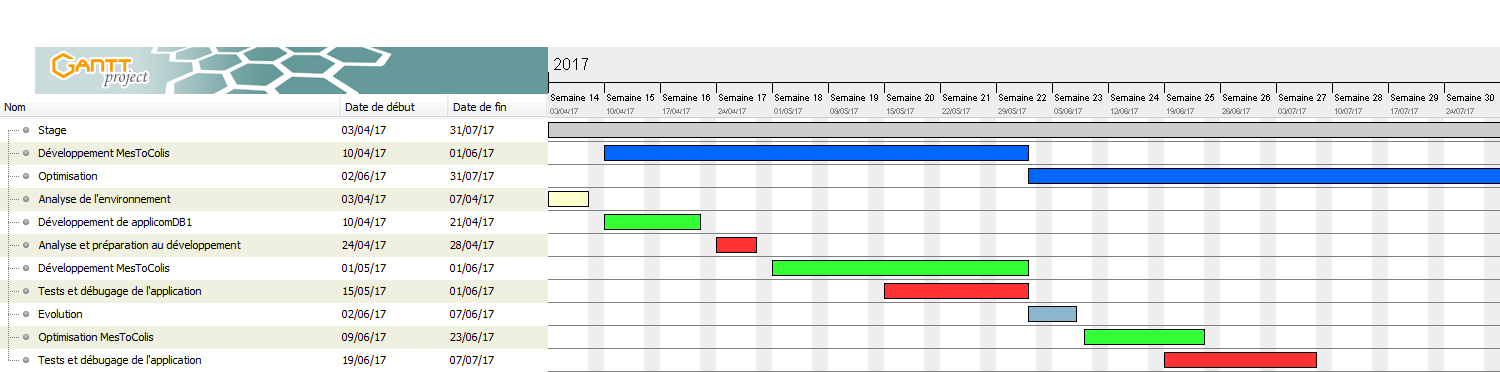 GANTT
project
2017
Semaine 14 Semaine 15 Semaine 16 Semaine 17 Semaine 18 Semaine 19 Semaine 20 Semaine 21 Semaine 22 Semaine 23 Semaine 24 Semaine 25 Semaine 26 Semaine 27 Semaine 28 Semaine 29 Semaine 30
03/04/17 10/04/17 17/04/17 24/04/17 01/05/17 08/05/17 15/05/17 22/05/17 29/05/17 05/06/17 12/06/17 19/06/17 26/06/17 03/07/17 10/07/17 17/07/17 24/07/17
Nom Date de début Date de fin
Stage 03/04/17 31/07/17
Développement MesToColis 10/04/17 01/06/17
Optimisation 02/06/17 31/07/17
Analyse de l'environnement 03/04/17 07/04/17
Développement de applicomDB1 10/04/17 21/04/17
Analyse et préparation au développement 24/04/17 28/04/17
Développement MesToColis 01/05/17 01/06/17
Tests et débugage de l'application 15/05/17 01/06/17
Evolution 02/06/17 07/06/17
Optimisation MesToColis 09/06/17 23/06/17
Tests et débugage de l'application 19/06/17 07/07/17